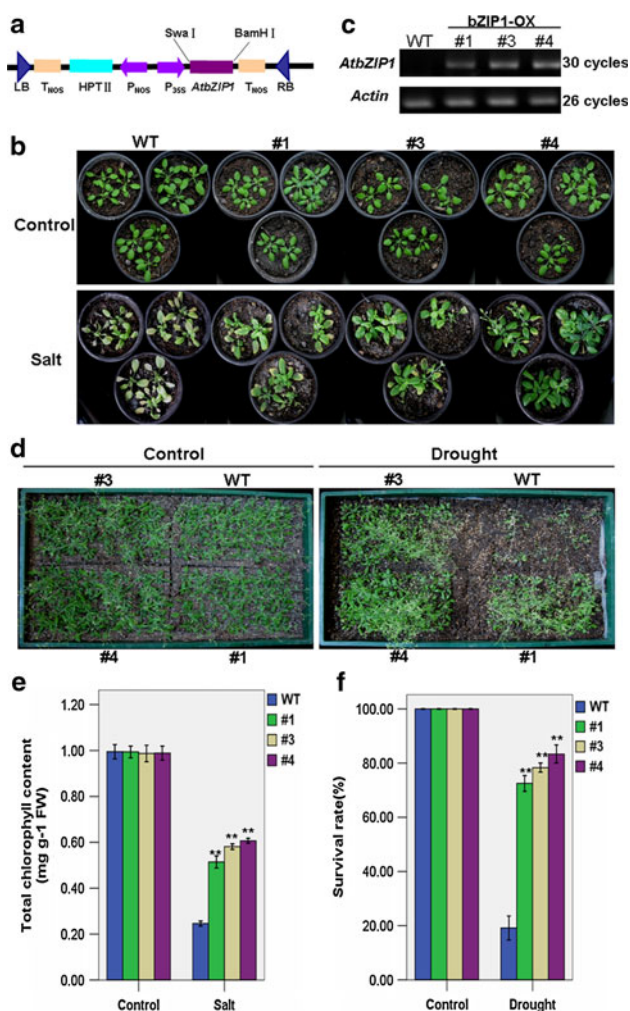 a
Swa I
BamH I
LB
T_NOS
HPT II
P_NOS
P_35S
AtbZIP1
T_NOS
RB
c
bZIP1-OX
WT
#1
#3
#4
AtbZIP1
30 cycles
Actin
26 cycles
b
WT
#1
#3
#4
Control
Salt
d
Control
Drought
#3
WT
#3
WT
#4
#1
#4
#1
e
Total chlorophyll content
(mg g-1 FW)
1.20
1.00
0.80
0.60
0.40
0.20
0.00
** ** **
WT
#1
#3
#4
Control
Salt
f
Survival rate(%)
100.00
80.00
60.00
40.00
20.00
0.00
** ** **
WT
#1
#3
#4
Control
Drought